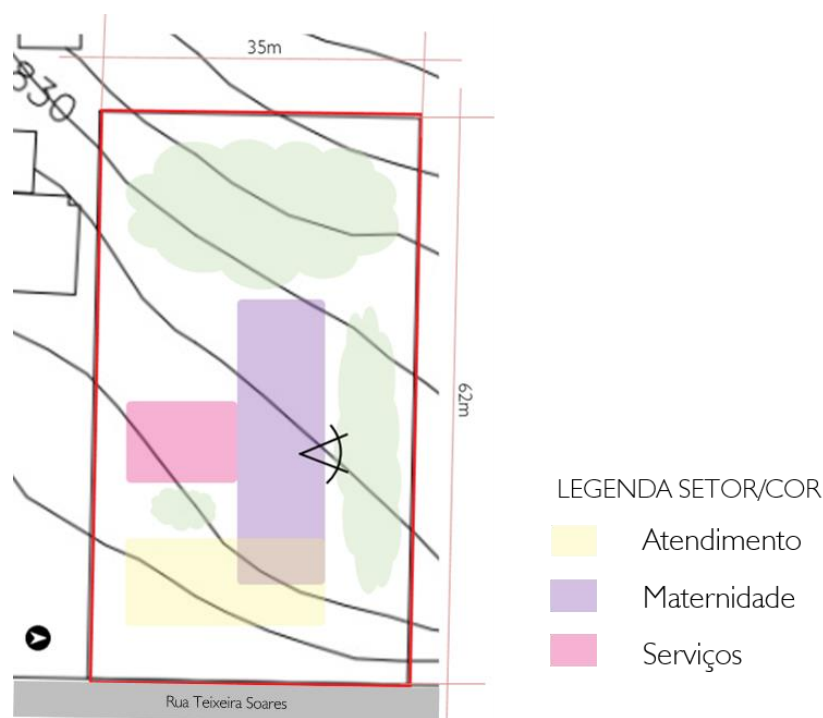 35m
830
62m
LEGENDA SETOR/COR
Atendimento
Maternidade
Serviços
Rua Teixeira Soares